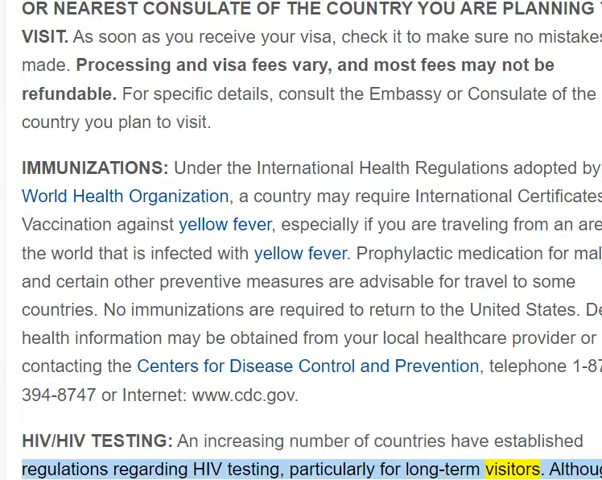 OR NEAREST CONSULATE OF THE COUNTRY YOU ARE PLANNING
VISIT. As soon as you receive your visa, check it to make sure no mistakes
made. Processing and visa fees vary, and most fees may not be
refundable. For specific details, consult the Embassy or Consulate of the
country you plan to visit.
IMMUNIZATIONS: Under the International Health Regulations adopted by
World Health Organization, a country may require International Certificates
Vaccination against yellow fever, especially if you are traveling from an
the world that is infected with yellow fever. Prophylactic medication for
and certain other preventive measures are advisable for travel to some
countries. No immunizations are required to return to the United States.
health information may be obtained from your local healthcare provider or
contacting the Centers for Disease Control and Prevention, telephone 1-87
394-8747 or Internet: www.cdc.gov.
HIV/HIV TESTING: An increasing number of countries have established
regulations regarding HIV testing, particularly for long-term visitors.